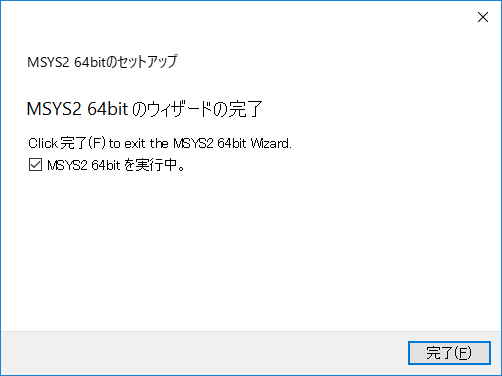 MSYS2 64bitのセットアップ
MSYS2 64bit のウィザードの完了
Click 完了(F) to exit the MSYS2 64bit Wizard.
MSYS2 64bit を実行中。
完了(F)